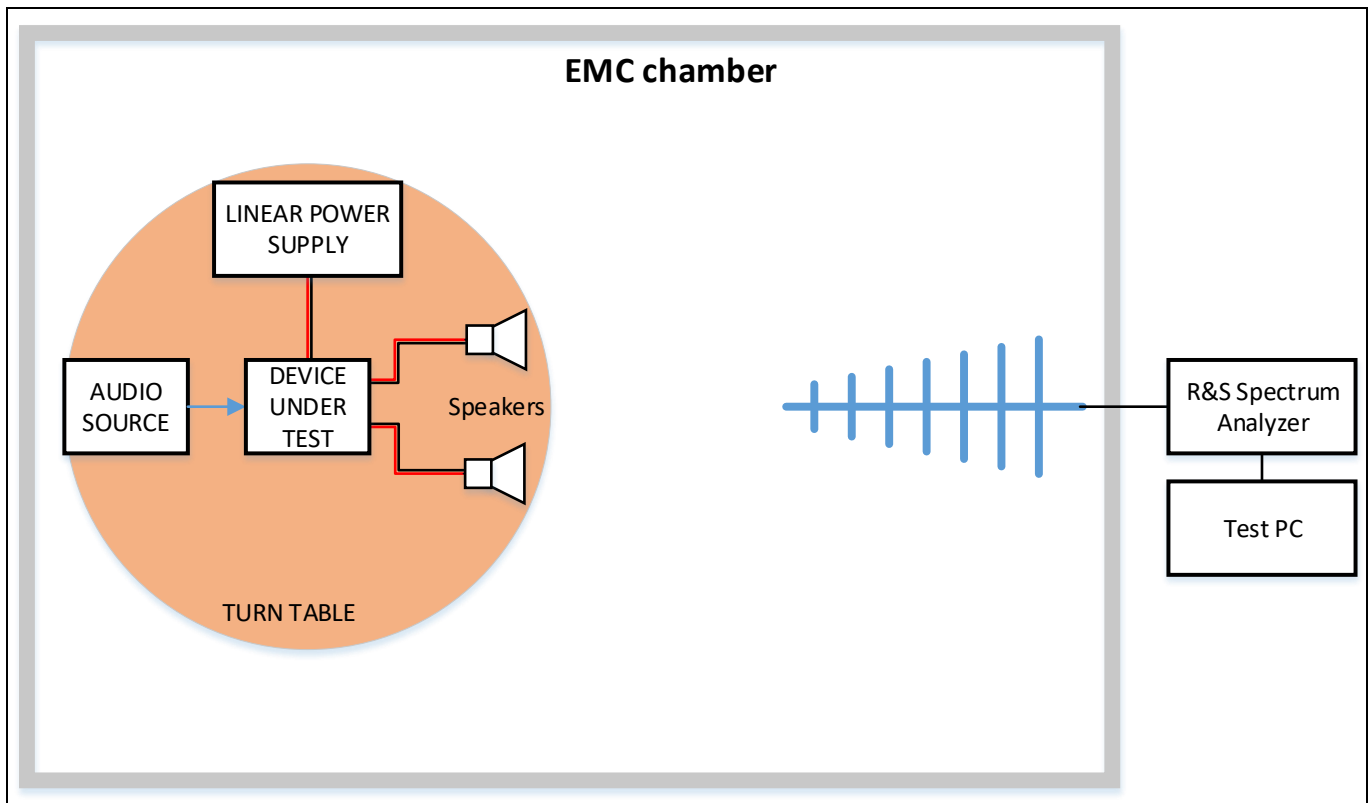 EMC chamber
LINEAR POWER
SUPPLY
AUDIO
SOURCE
DEVICE
UNDER
TEST
Speakers
TURN TABLE
R&S Spectrum
Analyzer
Test PC